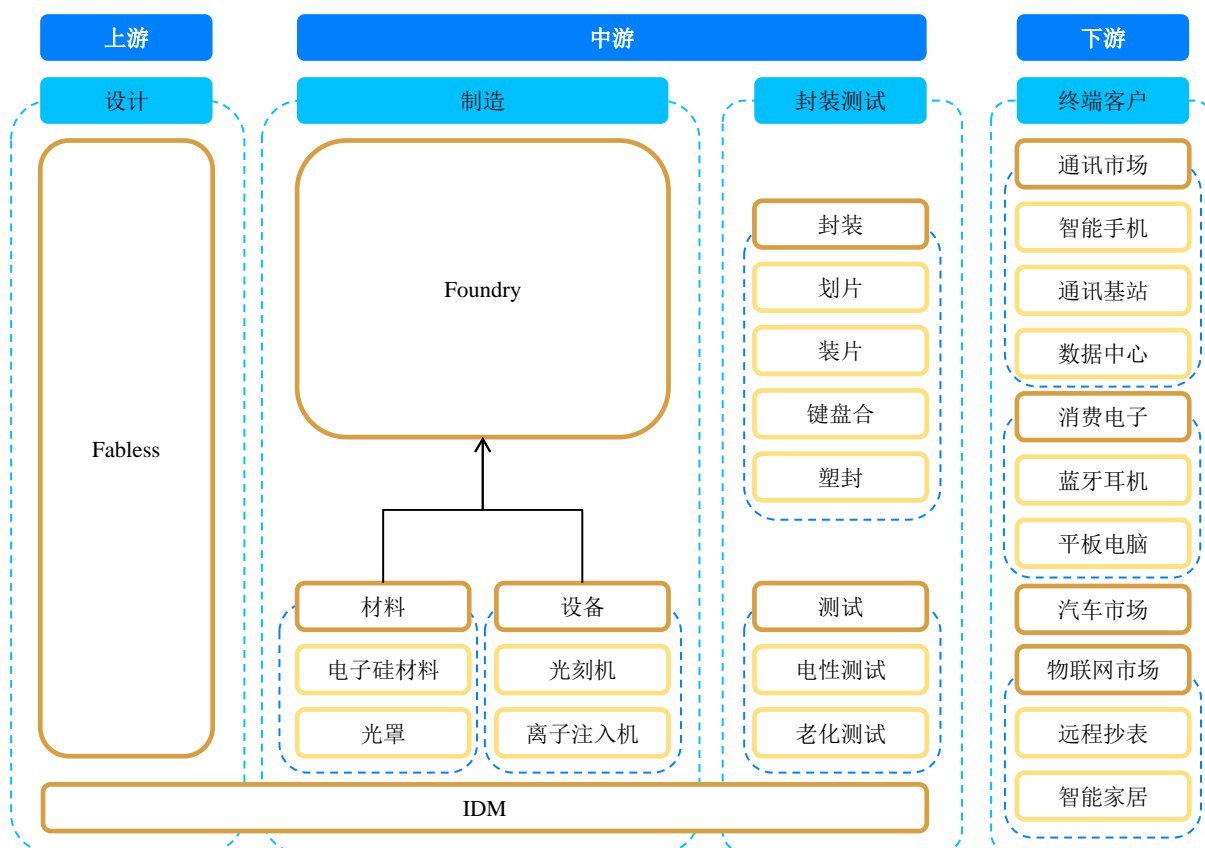 上游
中游
下游
设计
制造
封装测试
终端客户
Fabless
Foundry
材料
电子硅材料
光罩
设备
光刻机
离子注入机
封装
划片
装片
键盘合
塑封
测试
电性测试
老化测试
通讯市场
智能手机
通讯基站
数据中心
消费电子
蓝牙耳机
平板电脑
汽车市场
物联网市场
远程抄表
智能家居
IDM